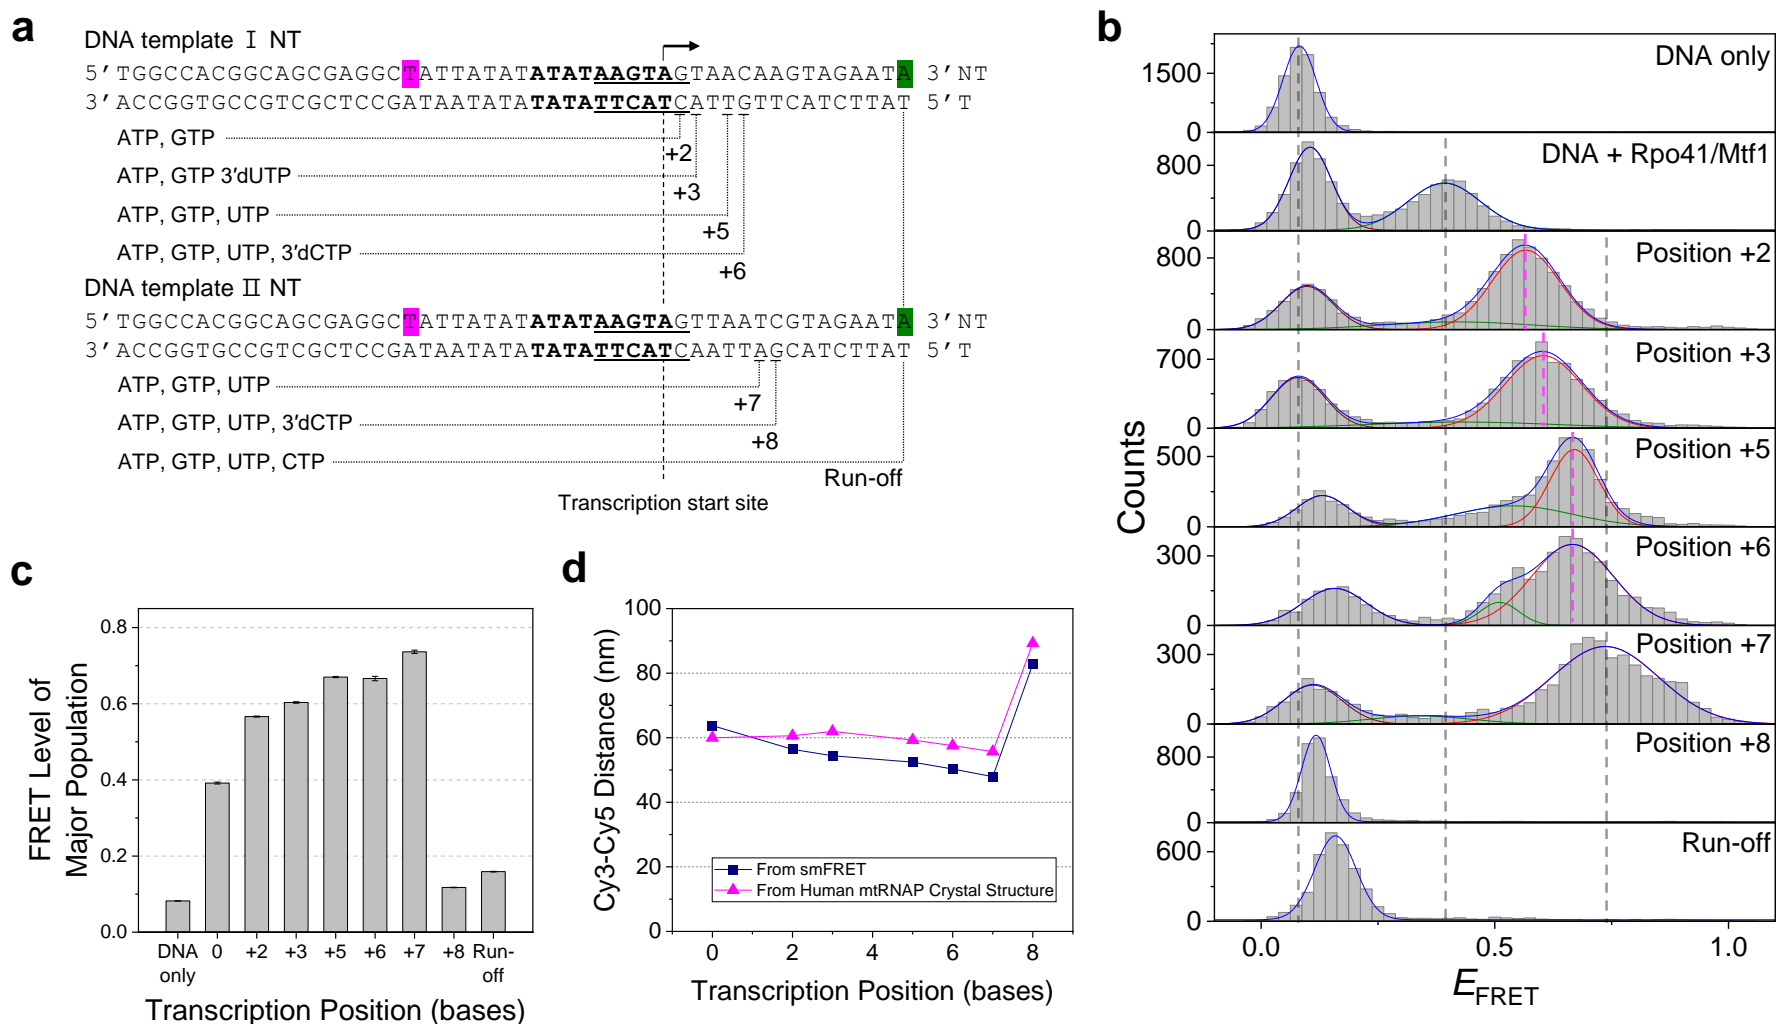 a
DNA template I NT
5′TGGCCACGGCAGCGAGGCTATTATATATATAAGTAGTAACAAGTAGAATA 3′NT
3′ACCGGTGCCGTCGCTCCGATAATATATATATTCATCATTGTTCATCTTAT 5′T
ATP, GTP
+2
ATP, GTP 3′dUTP
+3
ATP, GTP, UTP
+5
ATP, GTP, UTP, 3′dCTP
+6
DNA template II NT
5′TGGCCACGGCAGCGAGGCTATTATATATATAAGTAGTTAATCGTAGAATA 3′NT
3′ACCGGTGCCGTCGCTCCGATAATATATATATTCATCAATTAGCATCTTAT 5′T
ATP, GTP, UTP
+7
ATP, GTP, UTP, 3′dCTP
+8
ATP, GTP, UTP, CTP
Run-off
Transcription start site
b
DNA only
1500
0
DNA + Rpo41/Mtf1
800
0
Position +2
800
0
Position +3
700
0
Position +5
500
0
Position +6
300
0
Position +7
300
0
Position +8
800
0
Run-off
600
0
Counts
0.0 0.5 1.0
EFRET
c
FRET Level of
Major Population
0.8
0.6
0.4
0.2
0.0
DNA only 0 +2 +3 +5 +6 +7 +8 Run-off
Transcription Position (bases)
d
Cy3-Cy5 Distance (nm)
100
80
60
40
20
0
From smFRET
From Human mtRNAP Crystal Structure
0 2 4 6 8
Transcription Position (bases)